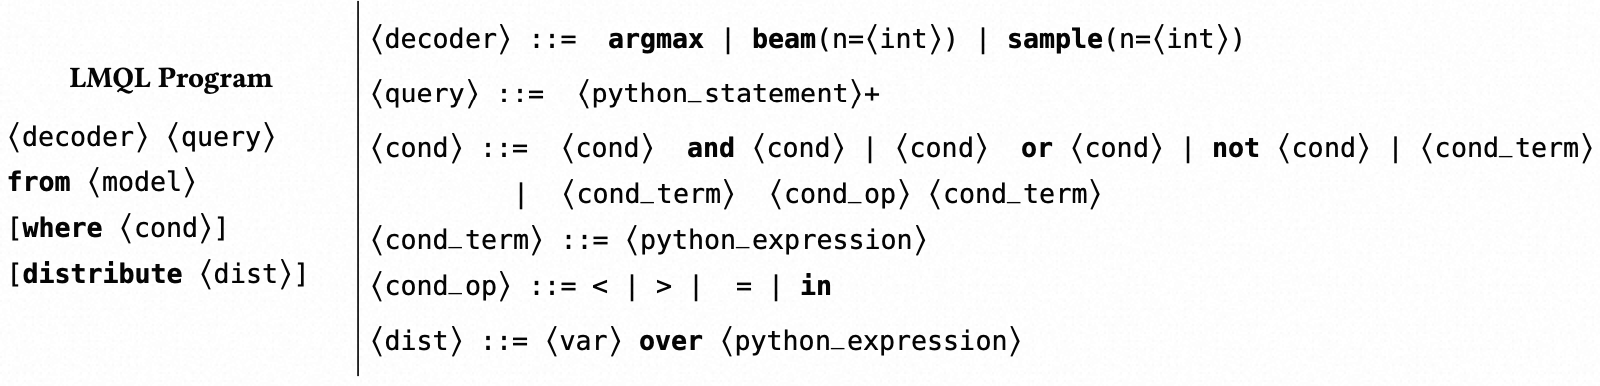 LMQL Program
⟨decoder⟩ ⟨query⟩
from ⟨model⟩
[where ⟨cond⟩]
[distribute ⟨dist⟩]
⟨decoder⟩ ::= argmax | beam(n=⟨int⟩) | sample(n=⟨int⟩)
⟨query⟩ ::= ⟨python_statement⟩+
⟨cond⟩ ::= ⟨cond⟩ and ⟨cond⟩ | ⟨cond⟩ or ⟨cond⟩ | not ⟨cond⟩ | ⟨cond_term⟩
| ⟨cond_term⟩ ⟨cond_op⟩ ⟨cond_term⟩
⟨cond_term⟩ ::= ⟨python_expression⟩
⟨cond_op⟩ ::= < | > | = | in
⟨dist⟩ ::= ⟨var⟩ over ⟨python_expression⟩